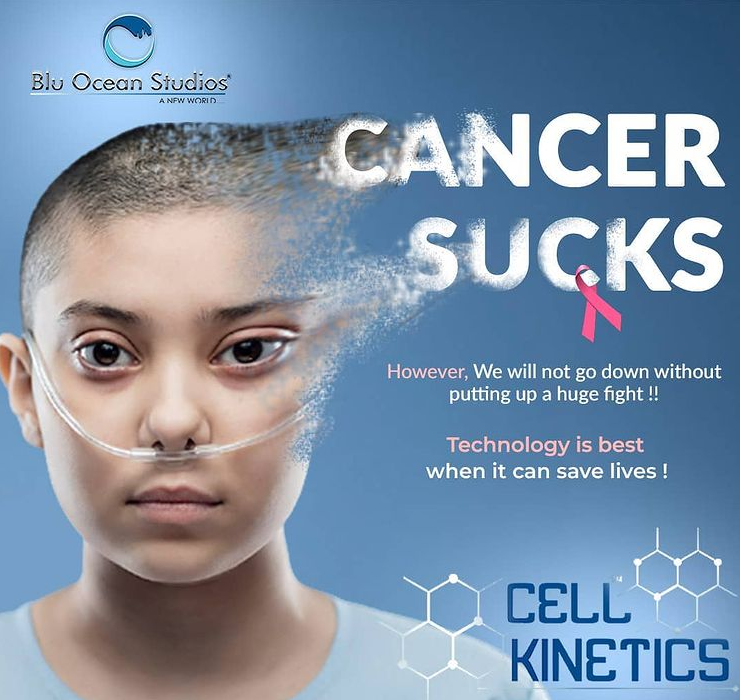 Blu Ocean Studios®
A NEW WORLD...
CANCER
SUCKS
However, We will not go down without
putting up a huge fight !!
Technology is best
when it can save lives !
CELL™
KINETICS